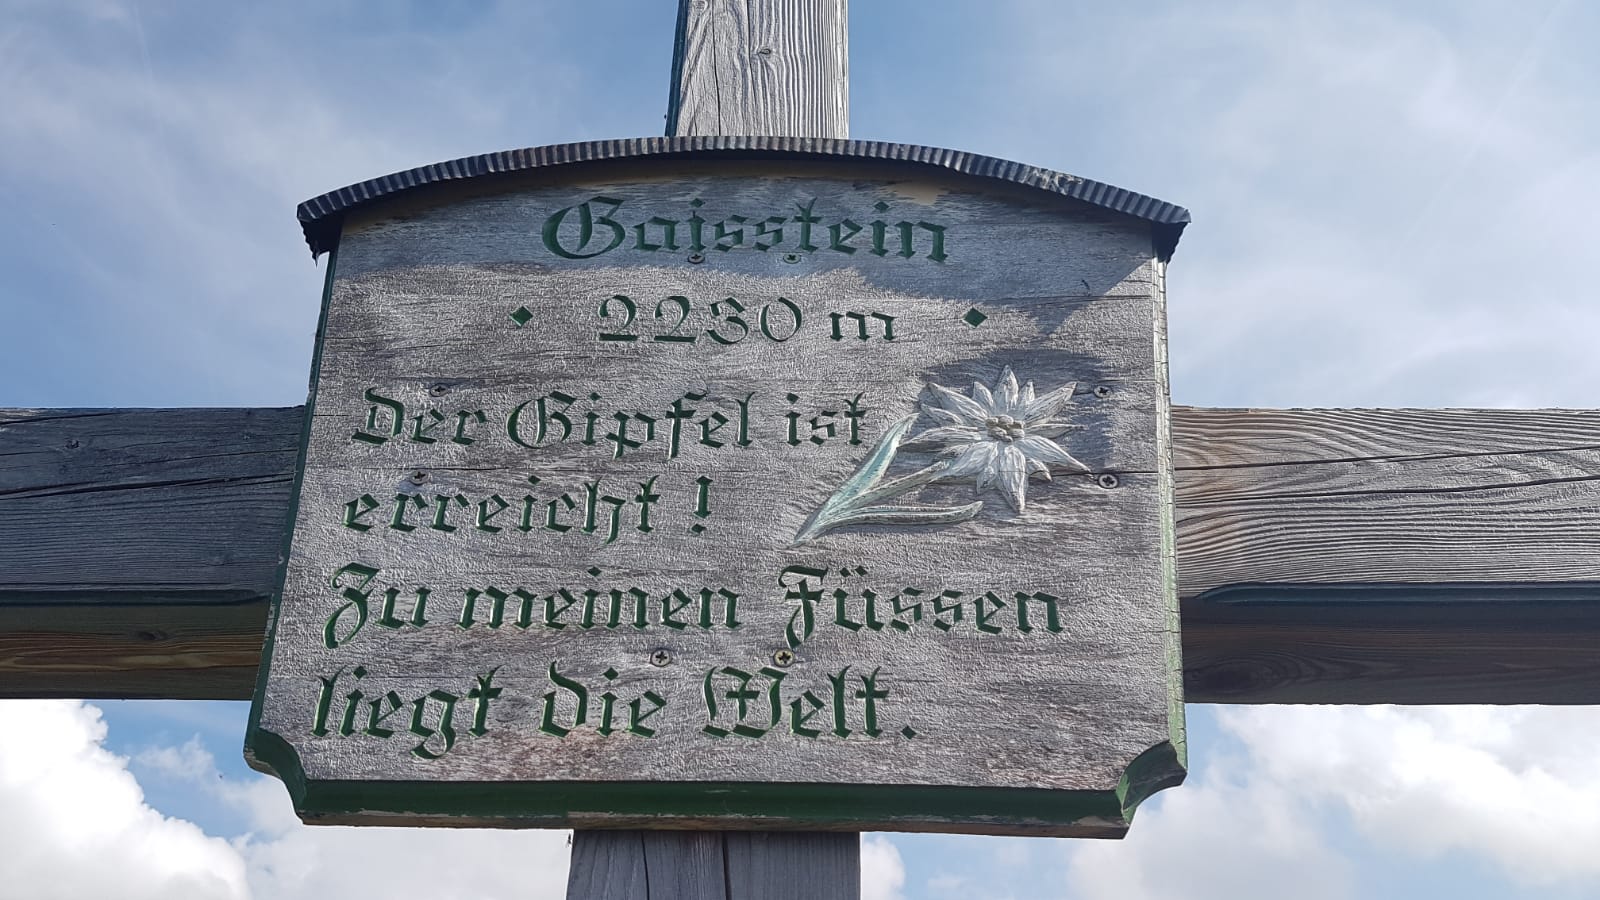 Gaisstein
2230 m
Der Gipfel ist
erreicht !
Zu meinen Füssen
liegt die Welt.